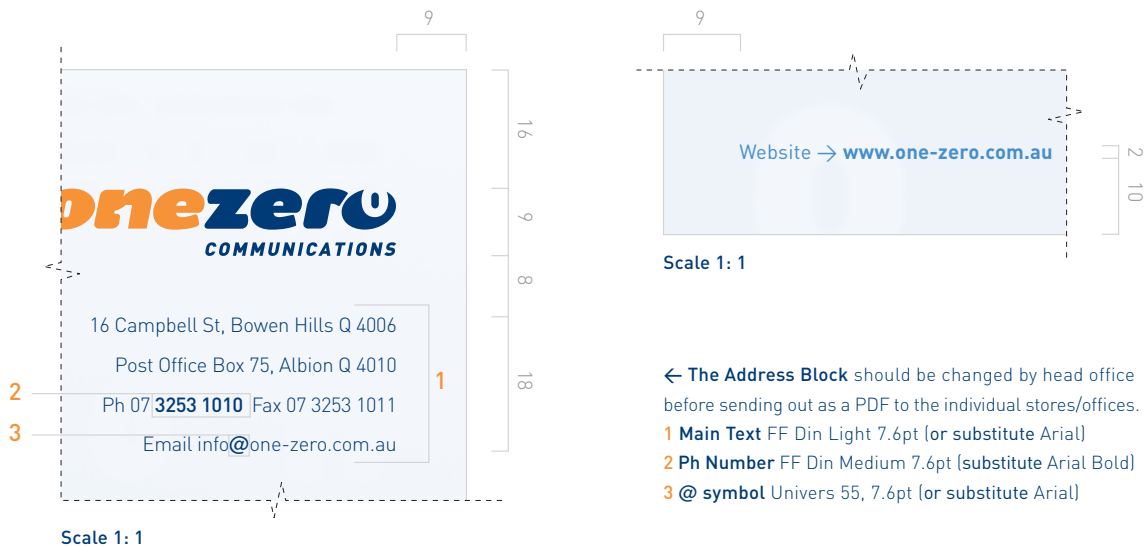 9
16
onezero
COMMUNICATIONS
9
8
16 Campbell St, Bowen Hills Q 4006
Post Office Box 75, Albion Q 4010
Ph 07 3253 1010 Fax 07 3253 1011
Email info@one-zero.com.au
18
1
2
3
Scale 1: 1
9
Website → www.one-zero.com.au
2
10
Scale 1: 1
← The Address Block should be changed by head office
before sending out as a PDF to the individual stores/offices.
1 Main Text FF Din Light 7.6pt (or substitute Arial)
2 Ph Number FF Din Medium 7.6pt (substitute Arial Bold)
3 @ symbol Univers 55, 7.6pt (or substitute Arial)